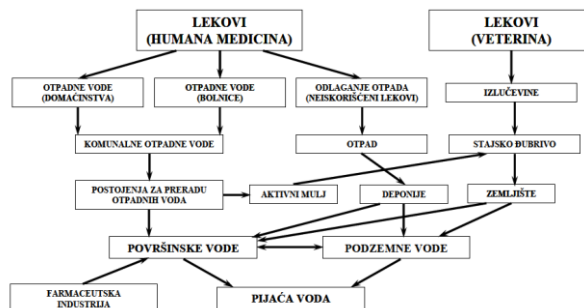 LEKOVI
(HUMANA MEDICINA)
LEKOVI
(VETERINA)
OTPADNE VODE
(DOMAĆINSTVA)
OTPADNE VODE
(BOLNICE)
ODLAGANJE OTPADA
(NEISKORIŠĆENI LEKOVI)
IZLUČEVINE
KOMUNALNE OTPADNE VODE
OTPAD
STAJSKO ĐUBRIVO
POSTOJENJA ZA PRERADU
OTPADNIH VODA
AKTIVNI MULJ
DEPONIJE
ZEMLJIŠTE
POVRŠINSKE VODE
PODZEMNE VODE
FARMACEUTSKA
INDUSTRIJA
PIJAĆA VODA